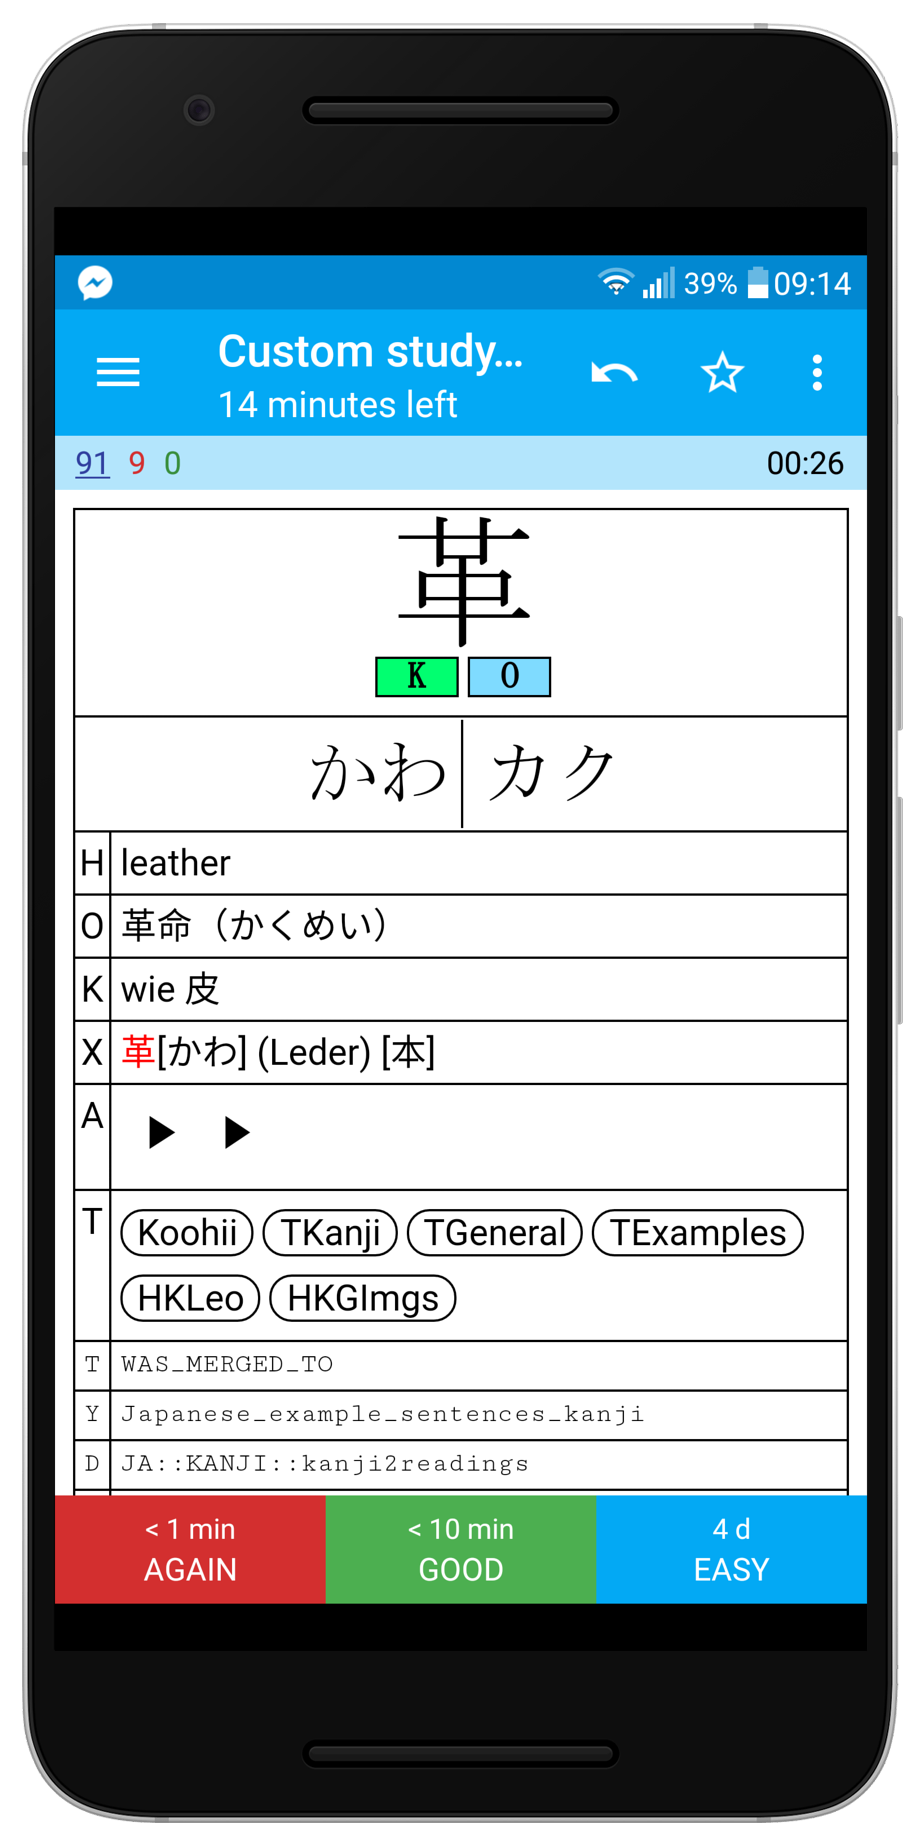 39% 09:14
Custom study...
14 minutes left
91 9 0 00:26
革
K O
かわ カク
H leather
O 革命（かくめい）
K wie 皮
X 革[かわ] (Leder) [本]
A
T Koohii TKanji TGeneral TExamples
HKLeo HKGImgs
T WAS_MERGED_TO
Y Japanese_example_sentences_kanji
D JA::KANJI::kanji2readings
< 1 min < 10 min 4 d
AGAIN GOOD EASY